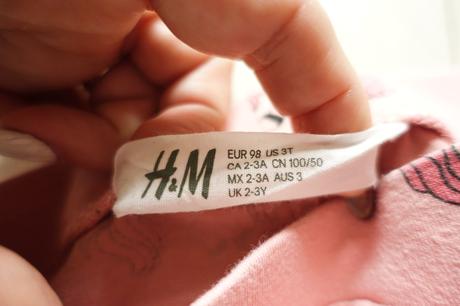 H&M
EUR 98 US 3T
CA 2-3A CN 100/50
MX 2-3A AUS 3
UK 2-3Y